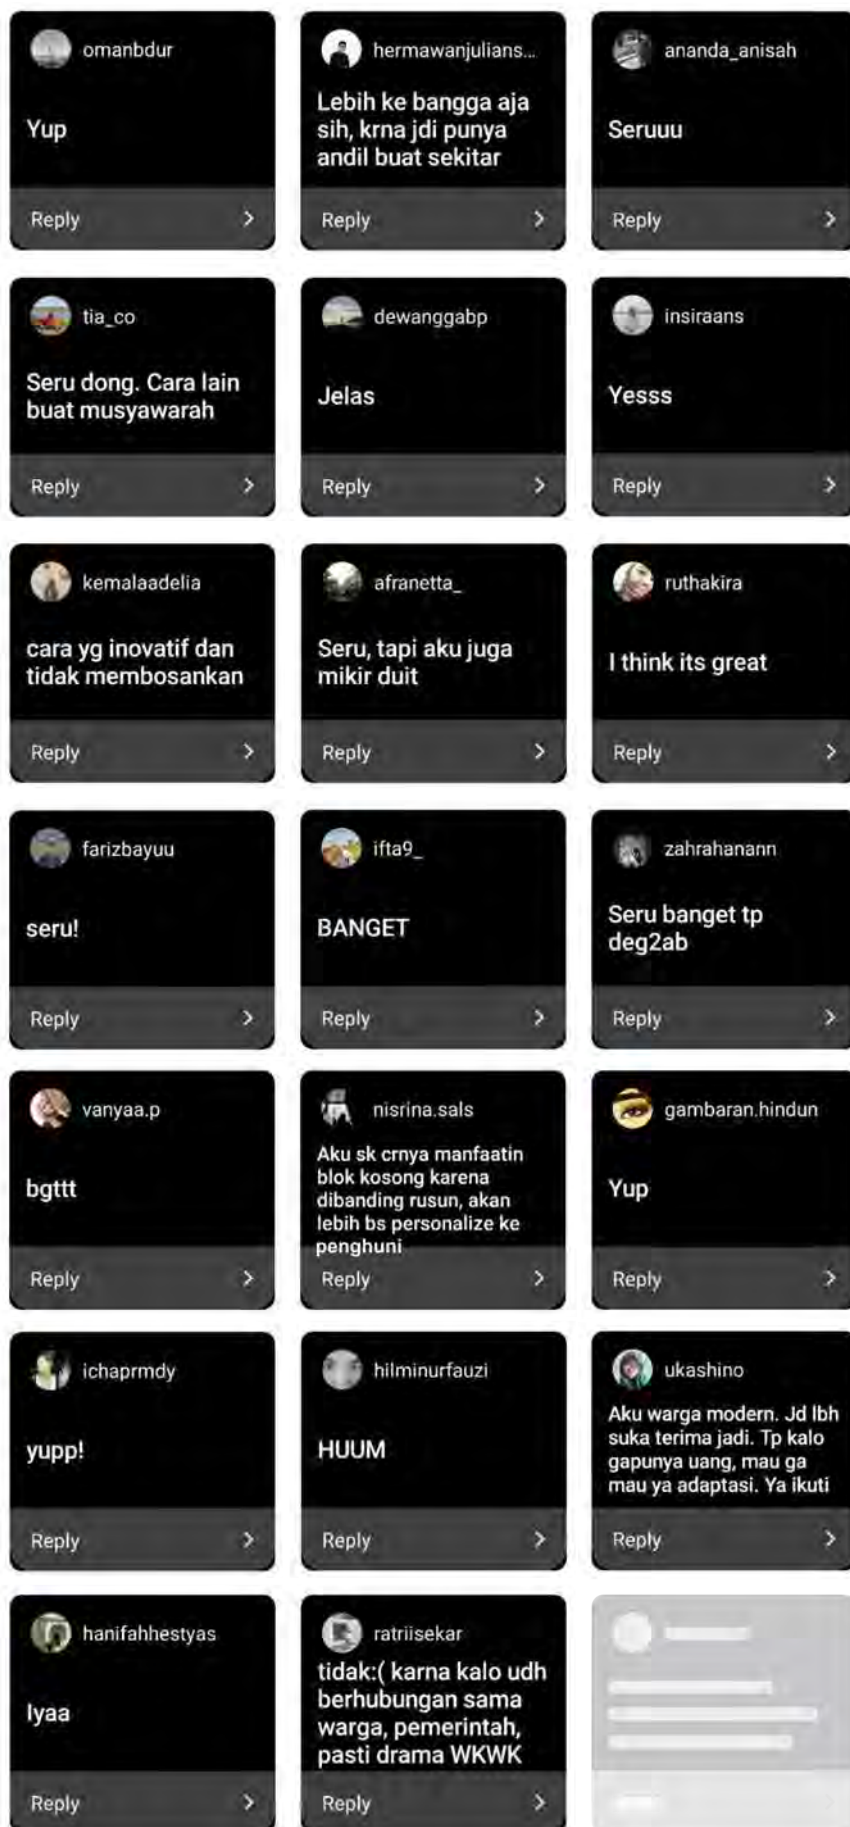 omanbdur
Yup
Reply
hermawanjulians...
Lebih ke bangga aja
sih, krna jdi punya
andil buat sekitar
Reply
ananda_anisah
Seruuu
Reply
tia_co
Seru dong. Cara lain
buat musyawarah
Reply
dewanggabp
Jelas
Reply
insiraans
Yesss
Reply
kemalaadelia
cara yg inovatif dan
tidak membosankan
Reply
afranetta_
Seru, tapi aku juga
mikir duit
Reply
ruthakira
I think its great
Reply
farizbayuu
seru!
Reply
ifta9_
BANGET
Reply
zahrahanann
Seru banget tp
deg2ab
Reply
vanyaa.p
bgttt
Reply
nisrina.sals
Aku sk crnya manfaatin
blok kosong karena
dibanding rusun, akan
lebih bs personalize ke
penghuni
Reply
gambaran.hindun
Yup
Reply
ichaprmdy
yupp!
Reply
hilminurfauzi
HUUM
Reply
ukashino
Aku warga modern. Jd lbh
suka terima jadi. Tp kalo
gapunya uang, mau ga
mau ya adaptasi. Ya ikuti
Reply
hanifahhestyas
Iyaa
Reply
ratriisekar
tidak:( karna kalo udh
berhubungan sama
warga, pemerintah,
pasti drama WKWK
Reply